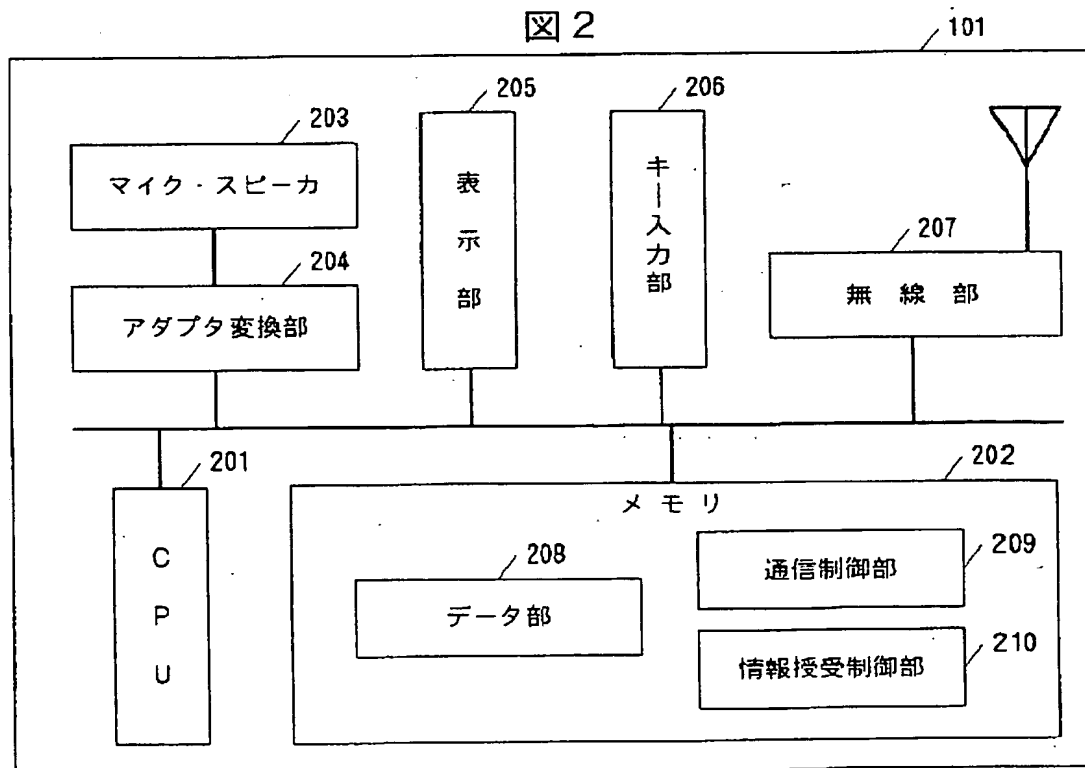 図2
101
203
マイク・スピーカ
204
アダプタ変換部
205
表示部
206
キー入力部
207
無線部
201
CPU
202
メモリ
208
データ部
209
通信制御部
210
情報授受制御部